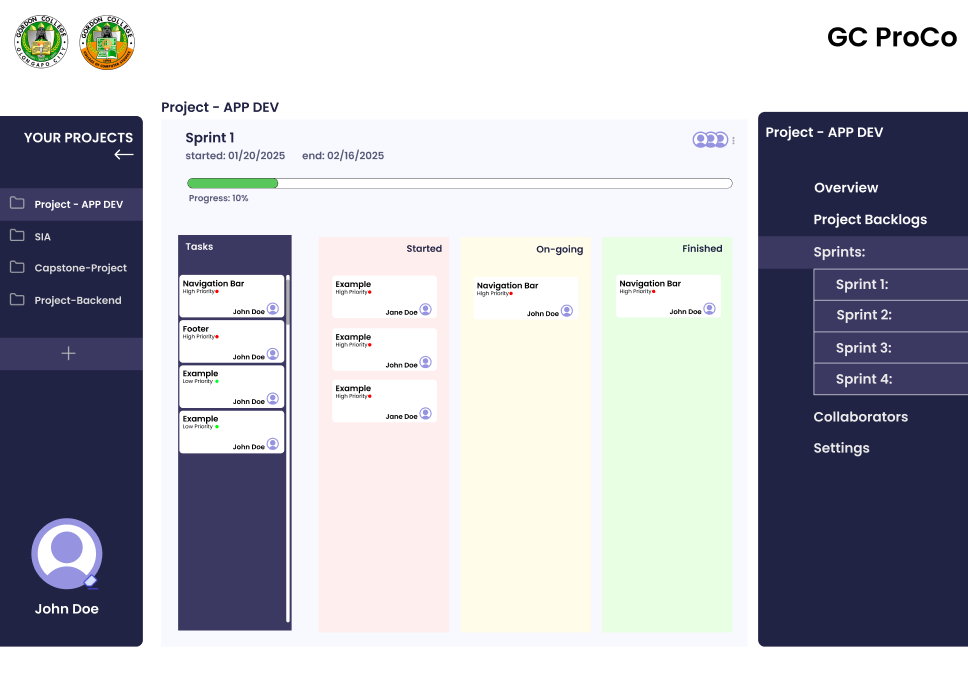 GORDON COLLEGE
OLONGAPO CITY
GORDON COLLEGE
GC ProCo
YOUR PROJECTS
Project - APP DEV
SIA
Capstone-Project
Project-Backend
John Doe
Project - APP DEV
Sprint 1
started: 01/20/2025 end: 02/16/2025
Progress: 10%
Tasks
Navigation Bar
High Priority
John Doe
Footer
High Priority
John Doe
Example
Low Priority
John Doe
Example
Low Priority
John Doe
Started
Example
High Priority
Jane Doe
Example
High Priority
John Doe
Example
High Priority
Jane Doe
On-going
Navigation Bar
High Priority
John Doe
Finished
Navigation Bar
High Priority
John Doe
Project - APP DEV
Overview
Project Backlogs
Sprints:
Sprint 1:
Sprint 2:
Sprint 3:
Sprint 4:
Collaborators
Settings